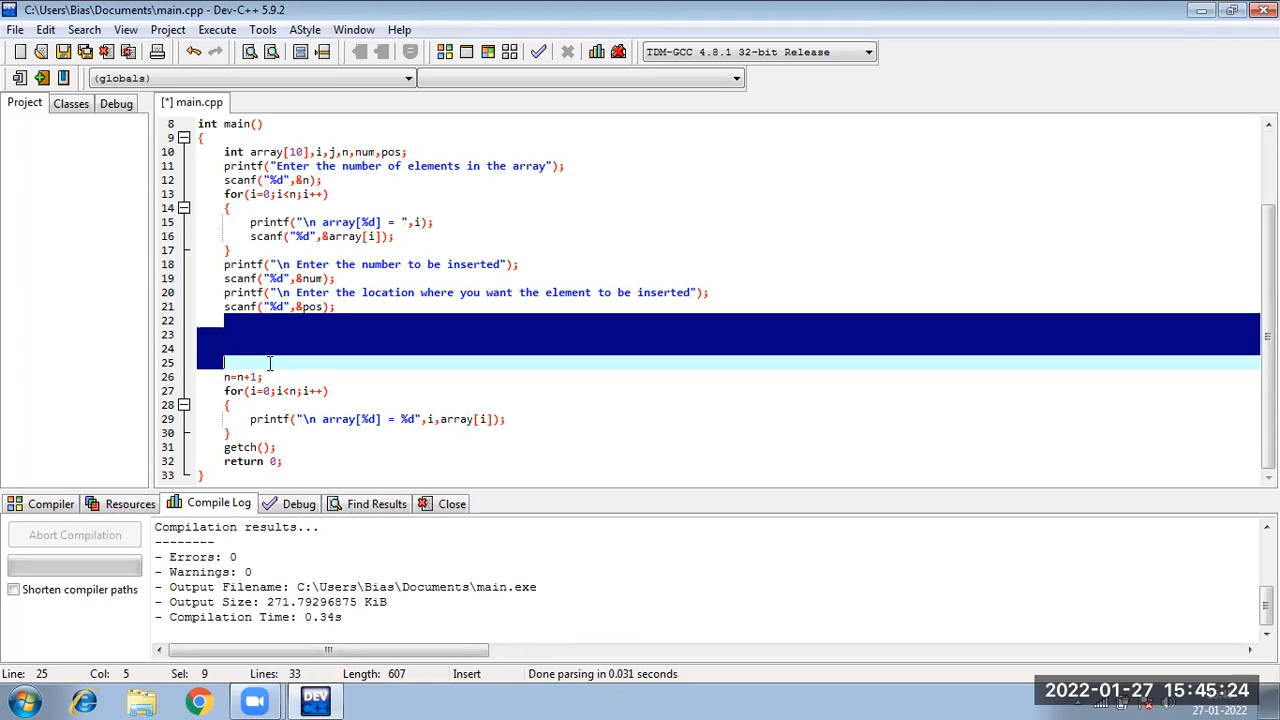 C:\Users\Bias\Documents\main.cpp - Dev-C++ 5.9.2
File Edit Search View Project Execute Tools AStyle Window Help
TDM-GCC 4.8.1 32-bit Release
(globals)
Project Classes Debug [*] main.cpp
8 int main()
9 {
10 int array[10],i,j,n,num,pos;
11 printf("Enter the number of elements in the array");
12 scanf("%d",&n);
13 for(i=0;i<n;i++)
14 {
15 printf("\n array[%d] = ",i);
16 scanf("%d",&array[i]);
17 }
18 printf("\n Enter the number to be inserted");
19 scanf("%d",&num);
20 printf("\n Enter the location where you want the element to be inserted");
21 scanf("%d",&pos);
22
23
24
25
26 n=n+1;
27 for(i=0;i<n;i++)
28 {
29 printf("\n array[%d] = %d",i,array[i]);
30 }
31 getch();
32 return 0;
33 }
Compiler Resources Compile Log Debug Find Results Close
Abort Compilation
Shorten compiler paths
Compilation results...
--------
- Errors: 0
- Warnings: 0
- Output Filename: C:\Users\Bias\Documents\main.exe
- Output Size: 271.79296875 KiB
- Compilation Time: 0.34s
Line: 25 Col: 5 Sel: 9 Lines: 33 Length: 607 Insert Done parsing in 0.031 seconds
DEV C++
2022-01-27 15:45:24
27-01-2022